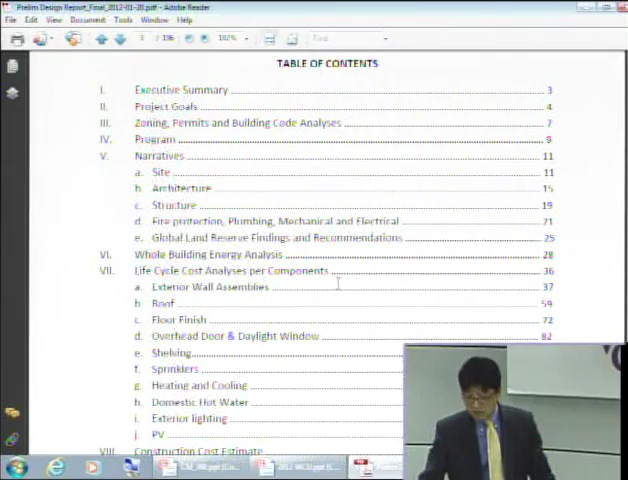 Prelim Design Report_Final_2012-01-20.pdf - Adobe Reader
File Edit View Document Tools Window Help
3 / 196 102% Find
TABLE OF CONTENTS
I. Executive Summary 3
II. Project Goals 4
III. Zoning, Permits and Building Code Analyses 7
IV. Program 9
V. Narratives 11
a. Site 11
b. Architecture 15
c. Structure 19
d. Fire protection, Plumbing, Mechanical and Electrical 21
e. Global Land Reserve Findings and Recommendations 25
VI. Whole Building Energy Analysis 28
VII. Life Cycle Cost Analyses per Components 36
a. Exterior Wall Assemblies 37
b. Roof 59
c. Floor Finish 72
d. Overhead Door & Daylight Window 82
e. Shelving
f. Sprinklers
g. Heating and Cooling
h. Domestic Hot Water
i. Exterior lighting
j. PV
VIII. Construction Cost Estimate